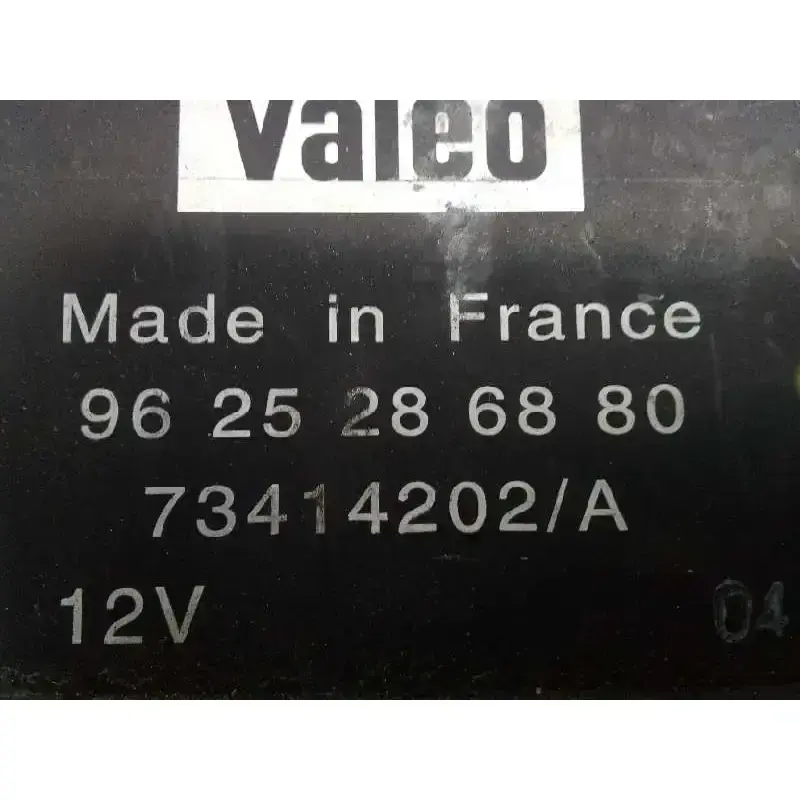 Valeo
Made in France
96 25 28 68 80
73414202/A
12V
04